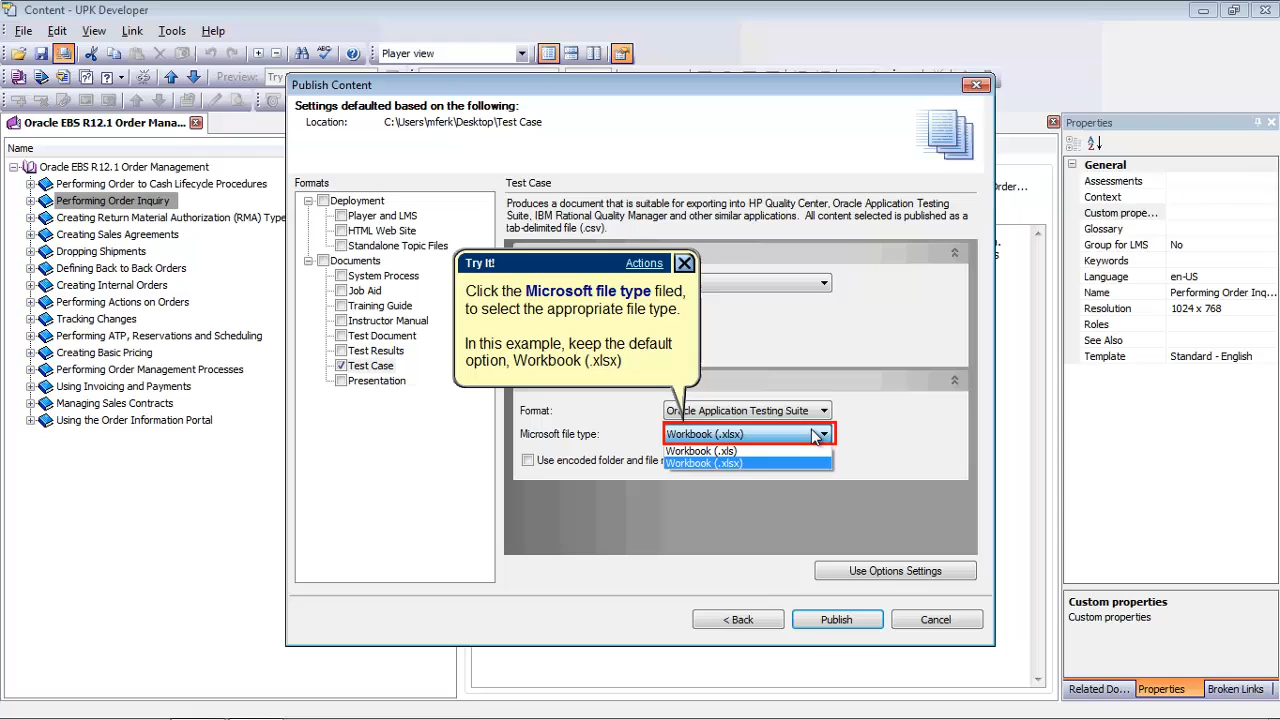 Content - UPK Developer
File Edit View Link Tools Help
Player view
Preview: Try
Oracle EBS R12.1 Order Mana...
Name
Oracle EBS R12.1 Order Management
Performing Order to Cash Lifecycle Procedures
Performing Order Inquiry
Creating Return Material Authorization (RMA) Type
Creating Sales Agreements
Dropping Shipments
Defining Back to Back Orders
Creating Internal Orders
Performing Actions on Orders
Tracking Changes
Performing ATP, Reservations and Scheduling
Creating Basic Pricing
Performing Order Management Processes
Using Invoicing and Payments
Managing Sales Contracts
Using the Order Information Portal
Publish Content
Settings defaulted based on the following:
Location: C:\Users\mferk\Desktop\Test Case
Formats
Deployment
Player and LMS
HTML Web Site
Standalone Topic Files
Documents
System Process
Job Aid
Training Guide
Instructor Manual
Test Document
Test Results
Test Case
Presentation
Test Case
Produces a document that is suitable for exporting into HP Quality Center, Oracle Application Testing
Suite, IBM Rational Quality Manager and other similar applications. All content selected is published as a
tab-delimited file (.csv).
Try It! Actions
Click the Microsoft file type filed,
to select the appropriate file type.
In this example, keep the default
option, Workbook (.xlsx)
Format: Oracle Application Testing Suite
Microsoft file type: Workbook (.xlsx)
Workbook (.xls)
Workbook (.xlsx)
Use encoded folder and file
Use Options Settings
< Back Publish Cancel
Order...
Properties
General
Assessments
Context
Custom prope...
Glossary
Group for LMS No
Keywords
Language en-US
Name Performing Order Inq...
Resolution 1024 x 768
Roles
See Also
Template Standard - English
Custom properties
Custom properties
Related Do... Properties Broken Links